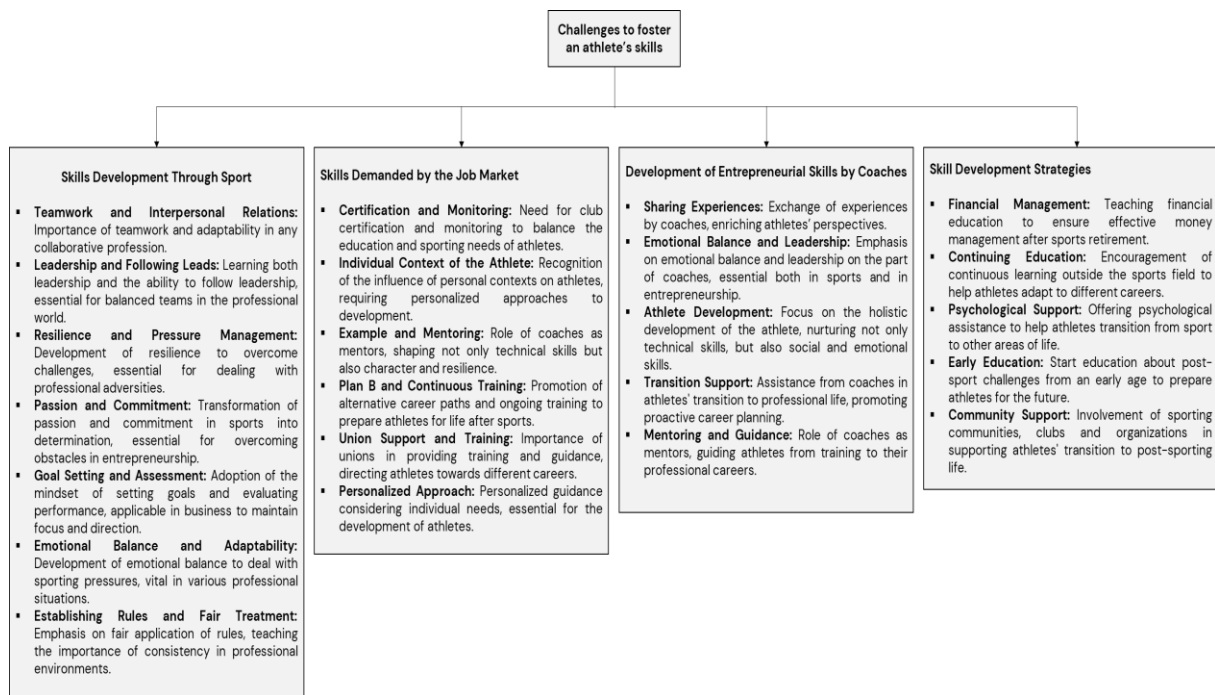 Challenges to foster
an athlete's skills
Skills Development Through Sport
▪ Teamwork and Interpersonal Relations:
Importance of teamwork and adaptability in any
collaborative profession.
▪ Leadership and Following Leads: Learning both
leadership and the ability to follow leadership,
essential for balanced teams in the professional
world.
▪ Resilience and Pressure Management:
Development of resilience to overcome
challenges, essential for dealing with
professional adversities.
▪ Passion and Commitment: Transformation of
passion and commitment in sports into
determination, essential for overcoming
obstacles in entrepreneurship.
▪ Goal Setting and Assessment: Adoption of the
mindset of setting goals and evaluating
performance, applicable in business to maintain
focus and direction.
▪ Emotional Balance and Adaptability:
Development of emotional balance to deal with
sporting pressures, vital in various professional
situations.
▪ Establishing Rules and Fair Treatment:
Emphasis on fair application of rules, teaching
the importance of consistency in professional
environments.
Skills Demanded by the Job Market
▪ Certification and Monitoring: Need for club
certification and monitoring to balance the
education and sporting needs of athletes.
▪ Individual Context of the Athlete: Recognition
of the influence of personal contexts on athletes,
requiring personalized approaches to
development.
▪ Example and Mentoring: Role of coaches as
mentors, shaping not only technical skills but
also character and resilience.
▪ Plan B and Continuous Training: Promotion of
alternative career paths and ongoing training to
prepare athletes for life after sports.
▪ Union Support and Training: Importance of
unions in providing training and guidance,
directing athletes towards different careers.
▪ Personalized Approach: Personalized guidance
considering individual needs, essential for the
development of athletes.
Development of Entrepreneurial Skills by Coaches
▪ Sharing Experiences: Exchange of experiences
by coaches, enriching athletes' perspectives.
▪ Emotional Balance and Leadership: Emphasis
on emotional balance and leadership on the part
of coaches, essential both in sports and in
entrepreneurship.
▪ Athlete Development: Focus on the holistic
development of the athlete, nurturing not only
technical skills, but also social and emotional
skills.
▪ Transition Support: Assistance from coaches in
athletes' transition to professional life, promoting
proactive career planning.
▪ Mentoring and Guidance: Role of coaches as
mentors, guiding athletes from training to their
professional careers.
Skill Development Strategies
▪ Financial Management: Teaching financial
education to ensure effective money
management after sports retirement.
▪ Continuing Education: Encouragement of
continuous learning outside the sports field to
help athletes adapt to different careers.
▪ Psychological Support: Offering psychological
assistance to help athletes transition from sport
to other areas of life.
▪ Early Education: Start education about post-
sport challenges from an early age to prepare
athletes for the future.
▪ Community Support: Involvement of sporting
communities, clubs and organizations in
supporting athletes' transition to post-sporting
life.